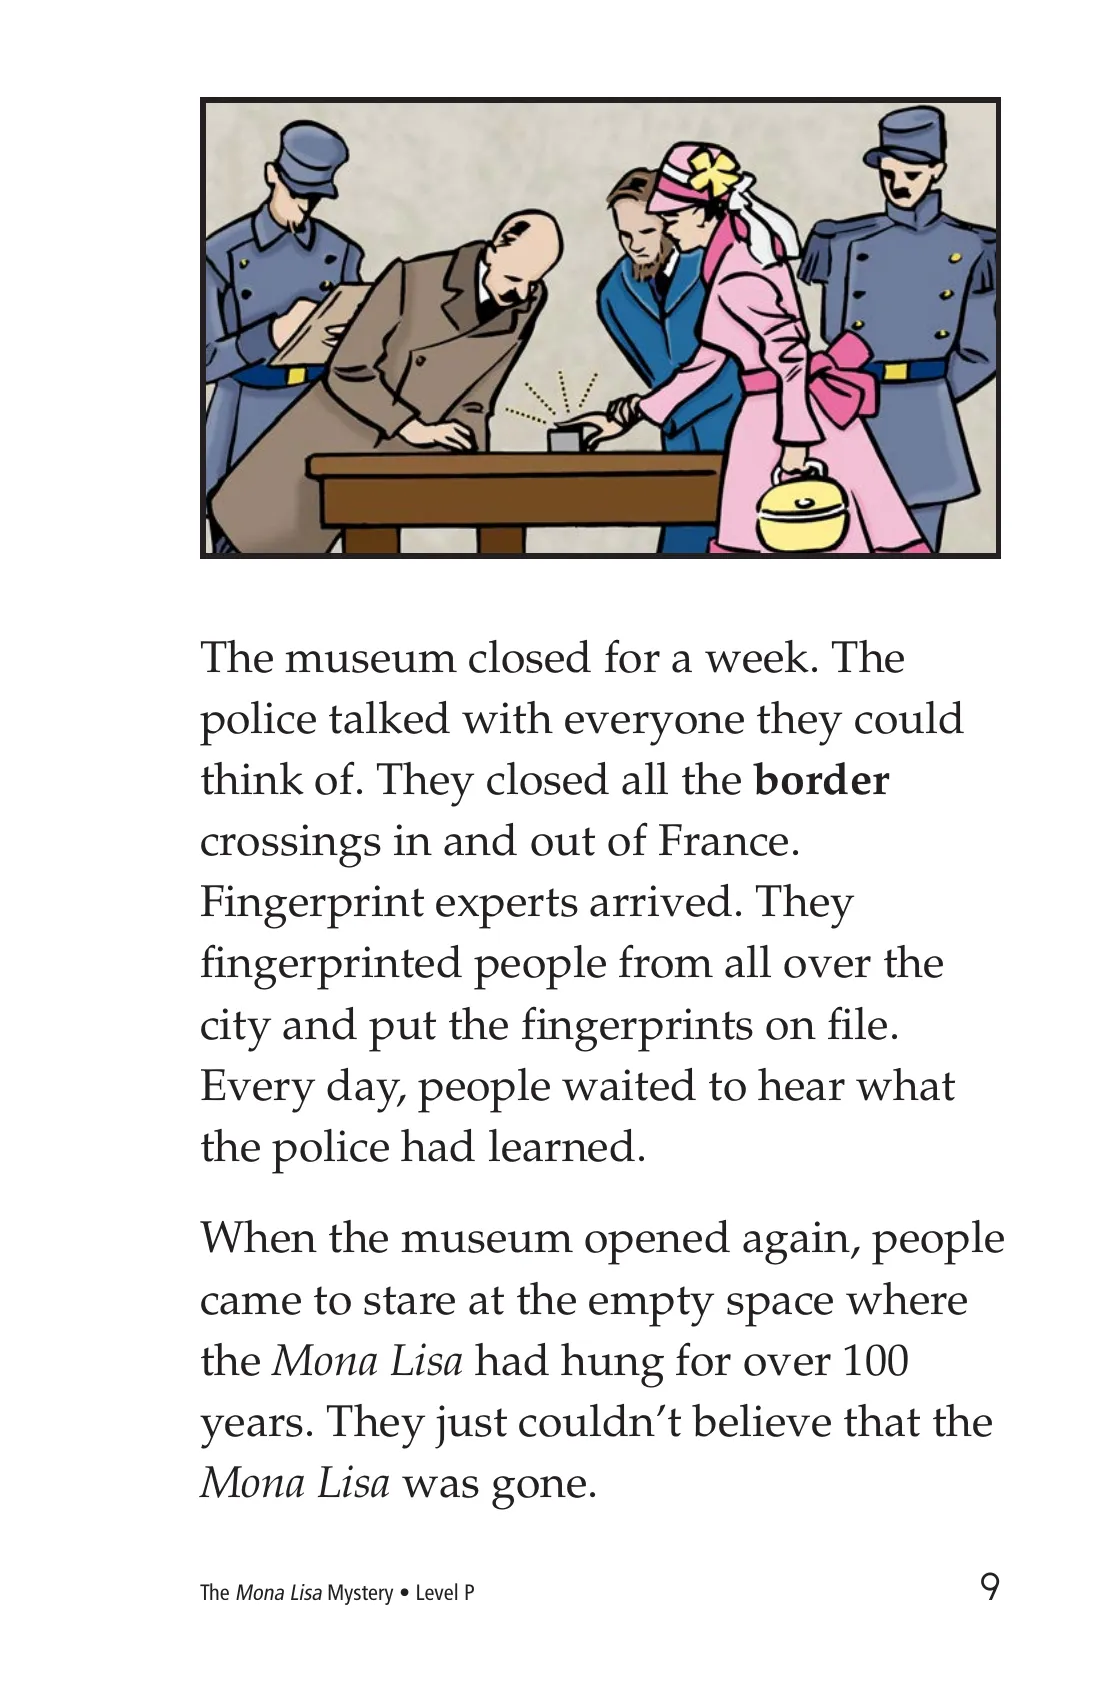 The museum closed for a week. The
police talked with everyone they could
think of. They closed all the border
crossings in and out of France.
Fingerprint experts arrived. They
fingerprinted people from all over the
city and put the fingerprints on file.
Every day, people waited to hear what
the police had learned.
When the museum opened again, people
came to stare at the empty space where
the Mona Lisa had hung for over 100
years. They just couldn’t believe that the
Mona Lisa was gone.
The Mona Lisa Mystery • Level P 9